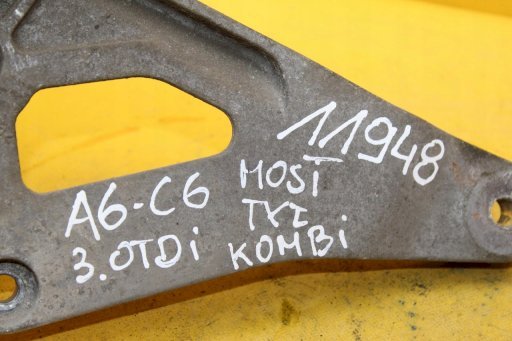 11948
A6-C6 MOST
3.0TDi TYŁ
KOMBi